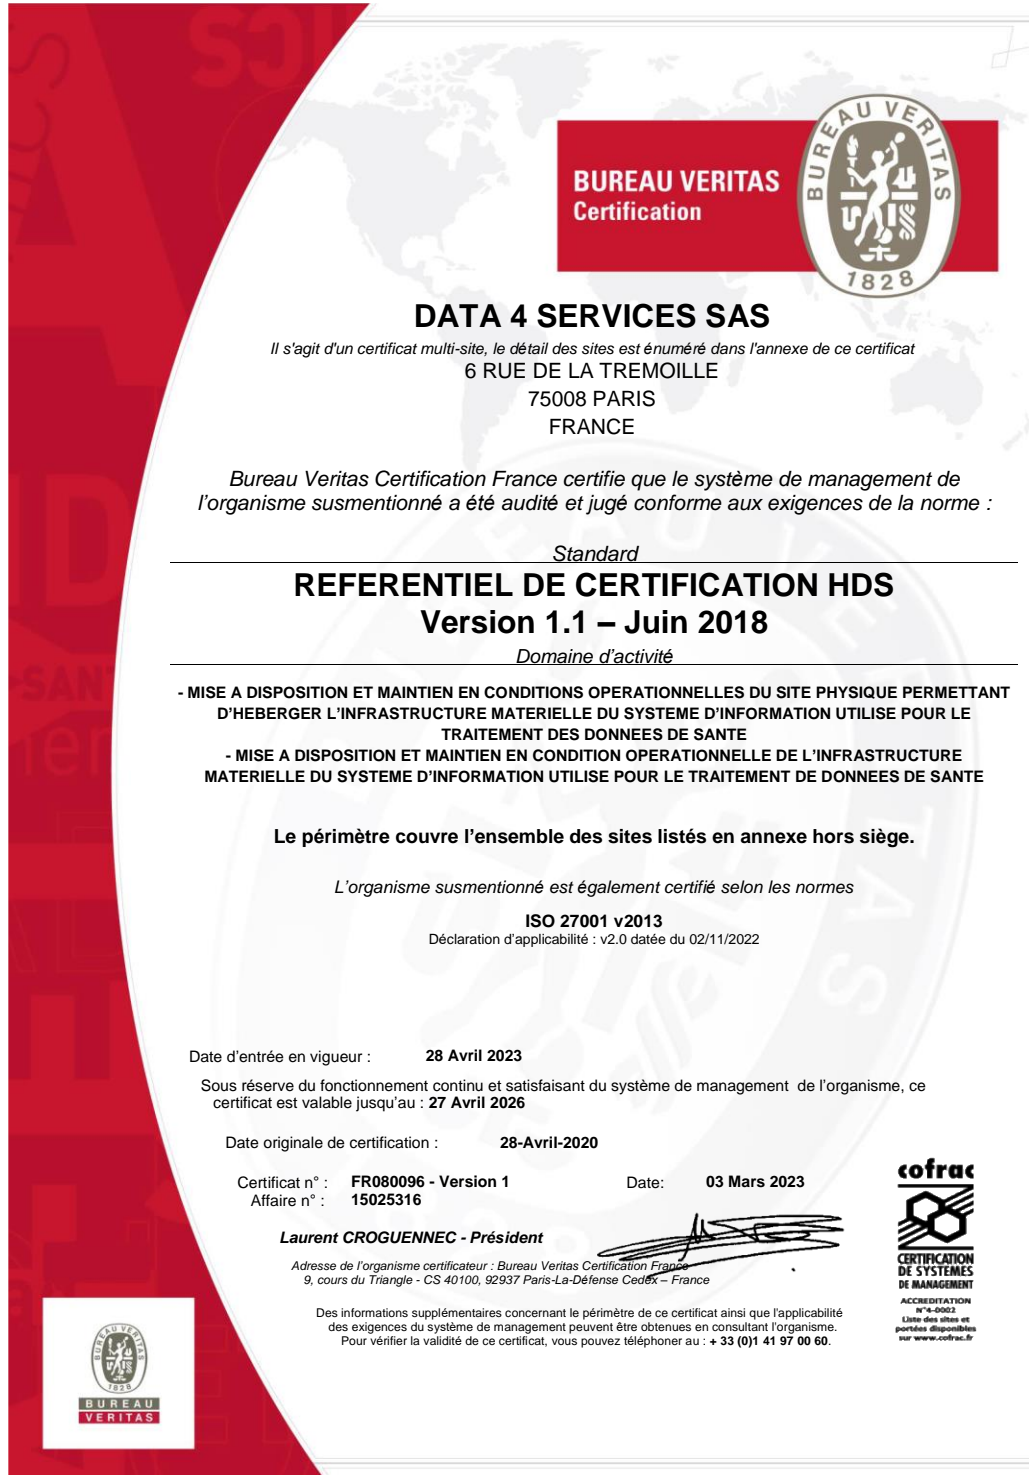 BUREAU VERITAS
Certification
BUREAU VERITAS
1828
DATA 4 SERVICES SAS
Il s'agit d'un certificat multi-site, le détail des sites est énuméré dans l'annexe de ce certificat
6 RUE DE LA TREMOILLE
75008 PARIS
FRANCE
Bureau Veritas Certification France certifie que le système de management de
l’organisme susmentionné a été audité et jugé conforme aux exigences de la norme :
Standard
REFERENTIEL DE CERTIFICATION HDS
Version 1.1 – Juin 2018
Domaine d’activité
- MISE A DISPOSITION ET MAINTIEN EN CONDITIONS OPERATIONNELLES DU SITE PHYSIQUE PERMETTANT
D’HEBERGER L’INFRASTRUCTURE MATERIELLE DU SYSTEME D’INFORMATION UTILISE POUR LE
TRAITEMENT DES DONNEES DE SANTE
- MISE A DISPOSITION ET MAINTIEN EN CONDITION OPERATIONNELLE DE L’INFRASTRUCTURE
MATERIELLE DU SYSTEME D’INFORMATION UTILISE POUR LE TRAITEMENT DE DONNEES DE SANTE
Le périmètre couvre l’ensemble des sites listés en annexe hors siège.
L’organisme susmentionné est également certifié selon les normes
ISO 27001 v2013
Déclaration d’applicabilité : v2.0 datée du 02/11/2022
Date d’entrée en vigueur : 28 Avril 2023
Sous réserve du fonctionnement continu et satisfaisant du système de management de l’organisme, ce
certificat est valable jusqu’au : 27 Avril 2026
Date originale de certification : 28-Avril-2020
Certificat n° : FR080096 - Version 1 Date: 03 Mars 2023
Affaire n° : 15025316
Laurent CROGUENNEC - Président
Adresse de l’organisme certificateur : Bureau Veritas Certification France
9, cours du Triangle - CS 40100, 92937 Paris-La-Défense Cedex – France
Des informations supplémentaires concernant le périmètre de ce certificat ainsi que l'applicabilité
des exigences du système de management peuvent être obtenues en consultant l'organisme.
Pour vérifier la validité de ce certificat, vous pouvez téléphoner au : + 33 (0)1 41 97 00 60.
cofrac
CERTIFICATION
DE SYSTÈMES
DE MANAGEMENT
ACCREDITATION
N°4-0002
Liste des sites et
portées disponibles
sur www.cofrac.fr
BUREAU VERITAS
1828
BUREAU
VERITAS